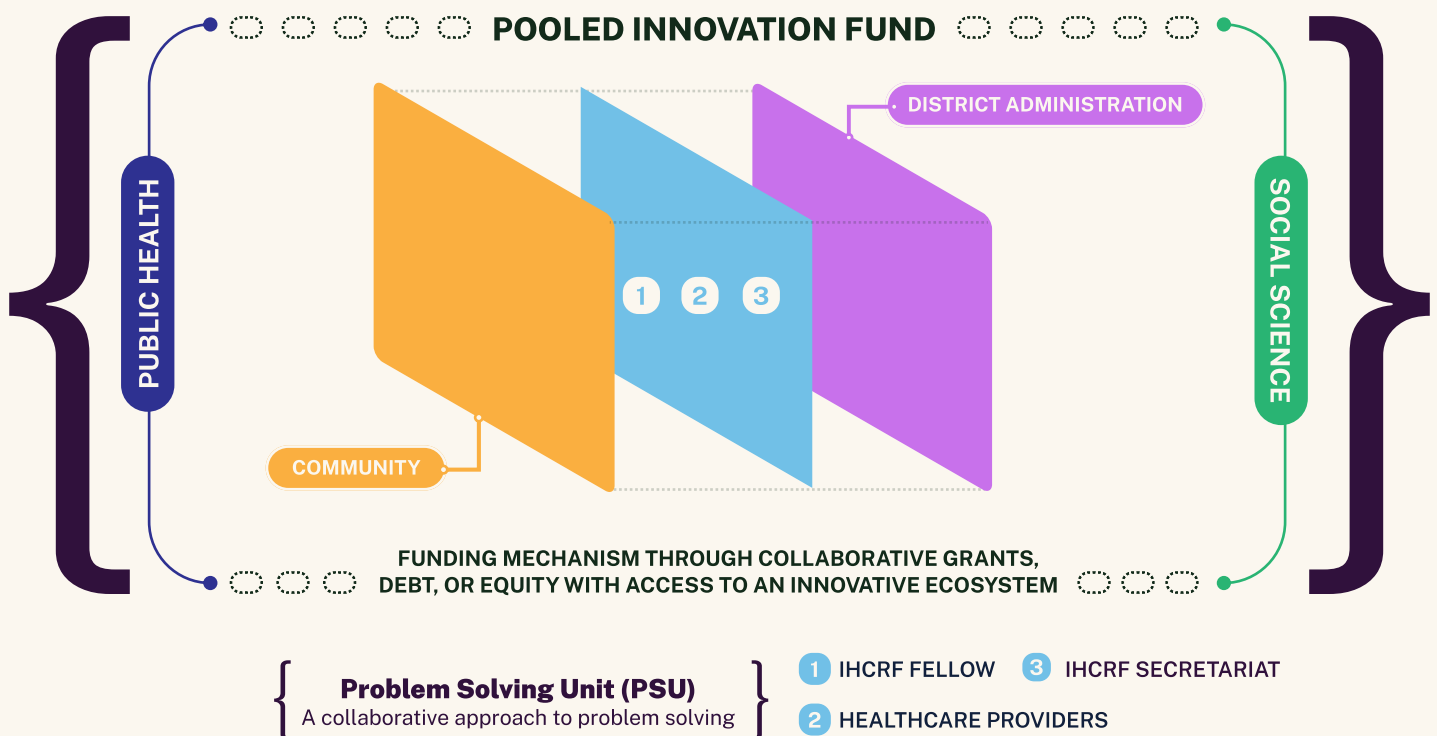 POOLED INNOVATION FUND
DISTRICT ADMINISTRATION
PUBLIC HEALTH
SOCIAL SCIENCE
1 2 3
COMMUNITY
FUNDING MECHANISM THROUGH COLLABORATIVE GRANTS,
DEBT, OR EQUITY WITH ACCESS TO AN INNOVATIVE ECOSYSTEM
Problem Solving Unit (PSU)
A collaborative approach to problem solving
1 IHCRF FELLOW
3 IHCRF SECRETARIAT
2 HEALTHCARE PROVIDERS